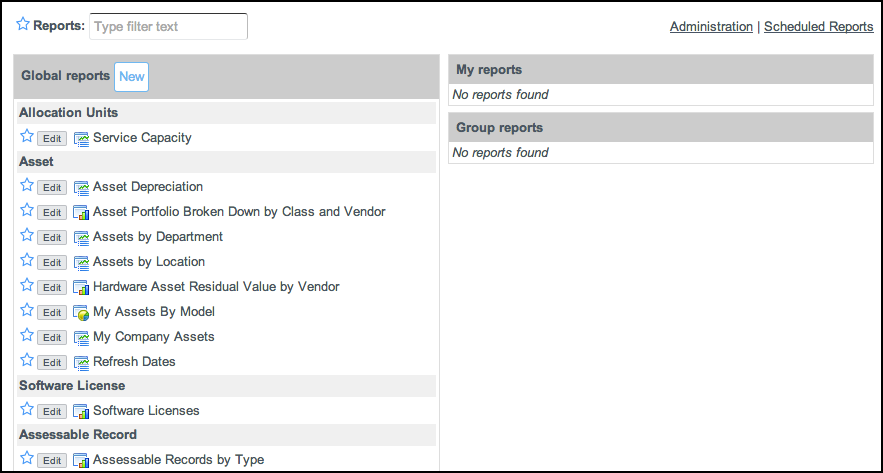 Reports: Type filter text
Administration | Scheduled Reports
Global reports New
Allocation Units
Edit Service Capacity
Asset
Edit Asset Depreciation
Edit Asset Portfolio Broken Down by Class and Vendor
Edit Assets by Department
Edit Assets by Location
Edit Hardware Asset Residual Value by Vendor
Edit My Assets By Model
Edit My Company Assets
Edit Refresh Dates
Software License
Edit Software Licenses
Assessable Record
Edit Assessable Records by Type
My reports
No reports found
Group reports
No reports found